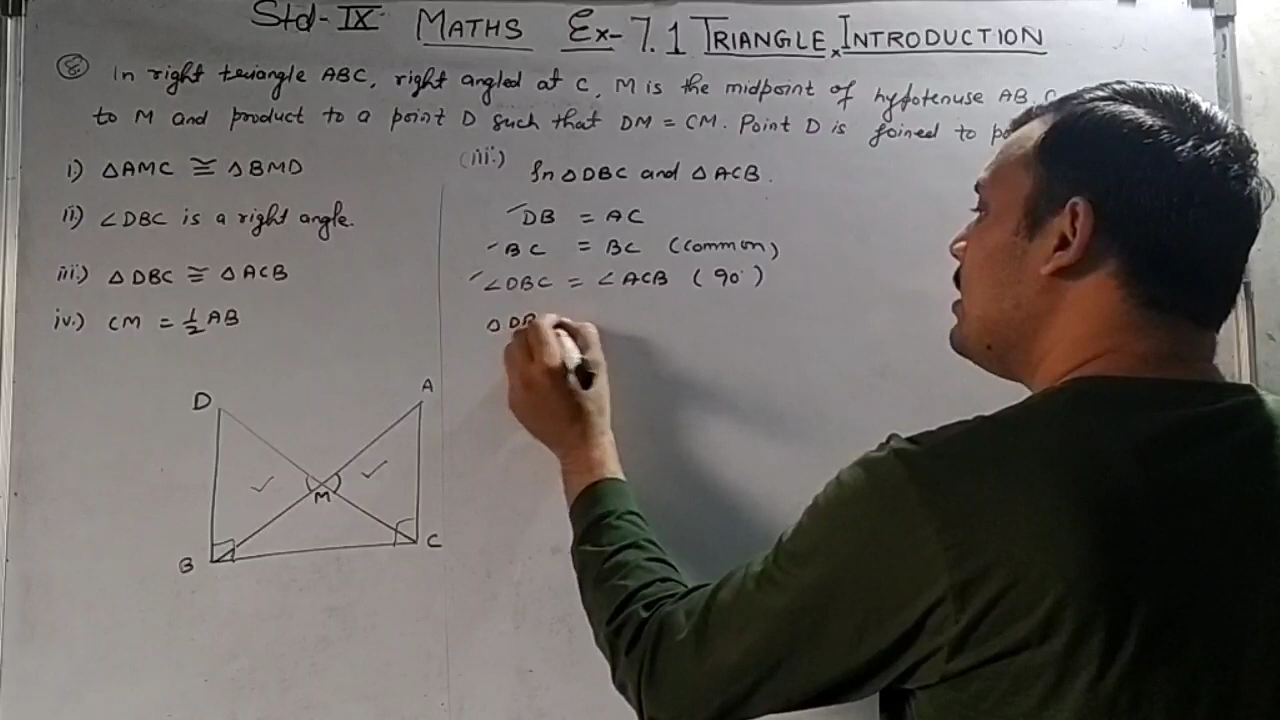 Std-IX MATHS Ex-7.1 TRIANGLE INTRODUCTION
8 In right triangle ABC, right angled at C, M is the midpoint of hypotenuse AB.
to M and product to a point D such that DM = CM. Point D is joined to
i) △AMC ≅ △BMD
ii) ∠DBC is a right angle.
iii.) △DBC ≅ △ACB
iv.) CM = 1/2 AB
(iii.) In △DBC and △ACB.
DB = AC
BC = BC (common)
∠DBC = ∠ACB (90°)
△DB
D
A
M
B
C